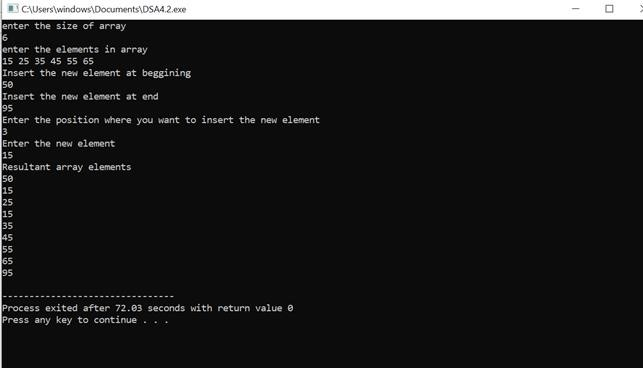 C:\Users\windows\Documents\DSA4.2.exe
enter the size of array
6
enter the elements in array
15 25 35 45 55 65
Insert the new element at beggining
50
Insert the new element at end
95
Enter the position where you want to insert the new element
3
Enter the new element
15
Resultant array elements
50
15
25
15
35
45
55
65
95
--------------------------------
Process exited after 72.03 seconds with return value 0
Press any key to continue . . .